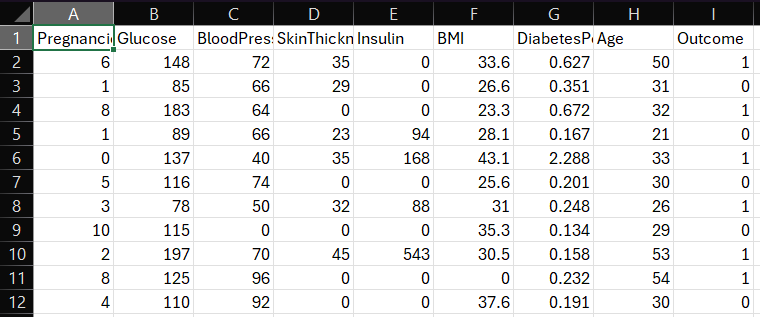 A B C D E F G H I
1 Pregnanci Glucose BloodPres SkinThickn Insulin BMI DiabetesP Age Outcome
2 6 148 72 35 0 33.6 0.627 50 1
3 1 85 66 29 0 26.6 0.351 31 0
4 8 183 64 0 0 23.3 0.672 32 1
5 1 89 66 23 94 28.1 0.167 21 0
6 0 137 40 35 168 43.1 2.288 33 1
7 5 116 74 0 0 25.6 0.201 30 0
8 3 78 50 32 88 31 0.248 26 1
9 10 115 0 0 0 35.3 0.134 29 0
10 2 197 70 45 543 30.5 0.158 53 1
11 8 125 96 0 0 0 0.232 54 1
12 4 110 92 0 0 37.6 0.191 30 0